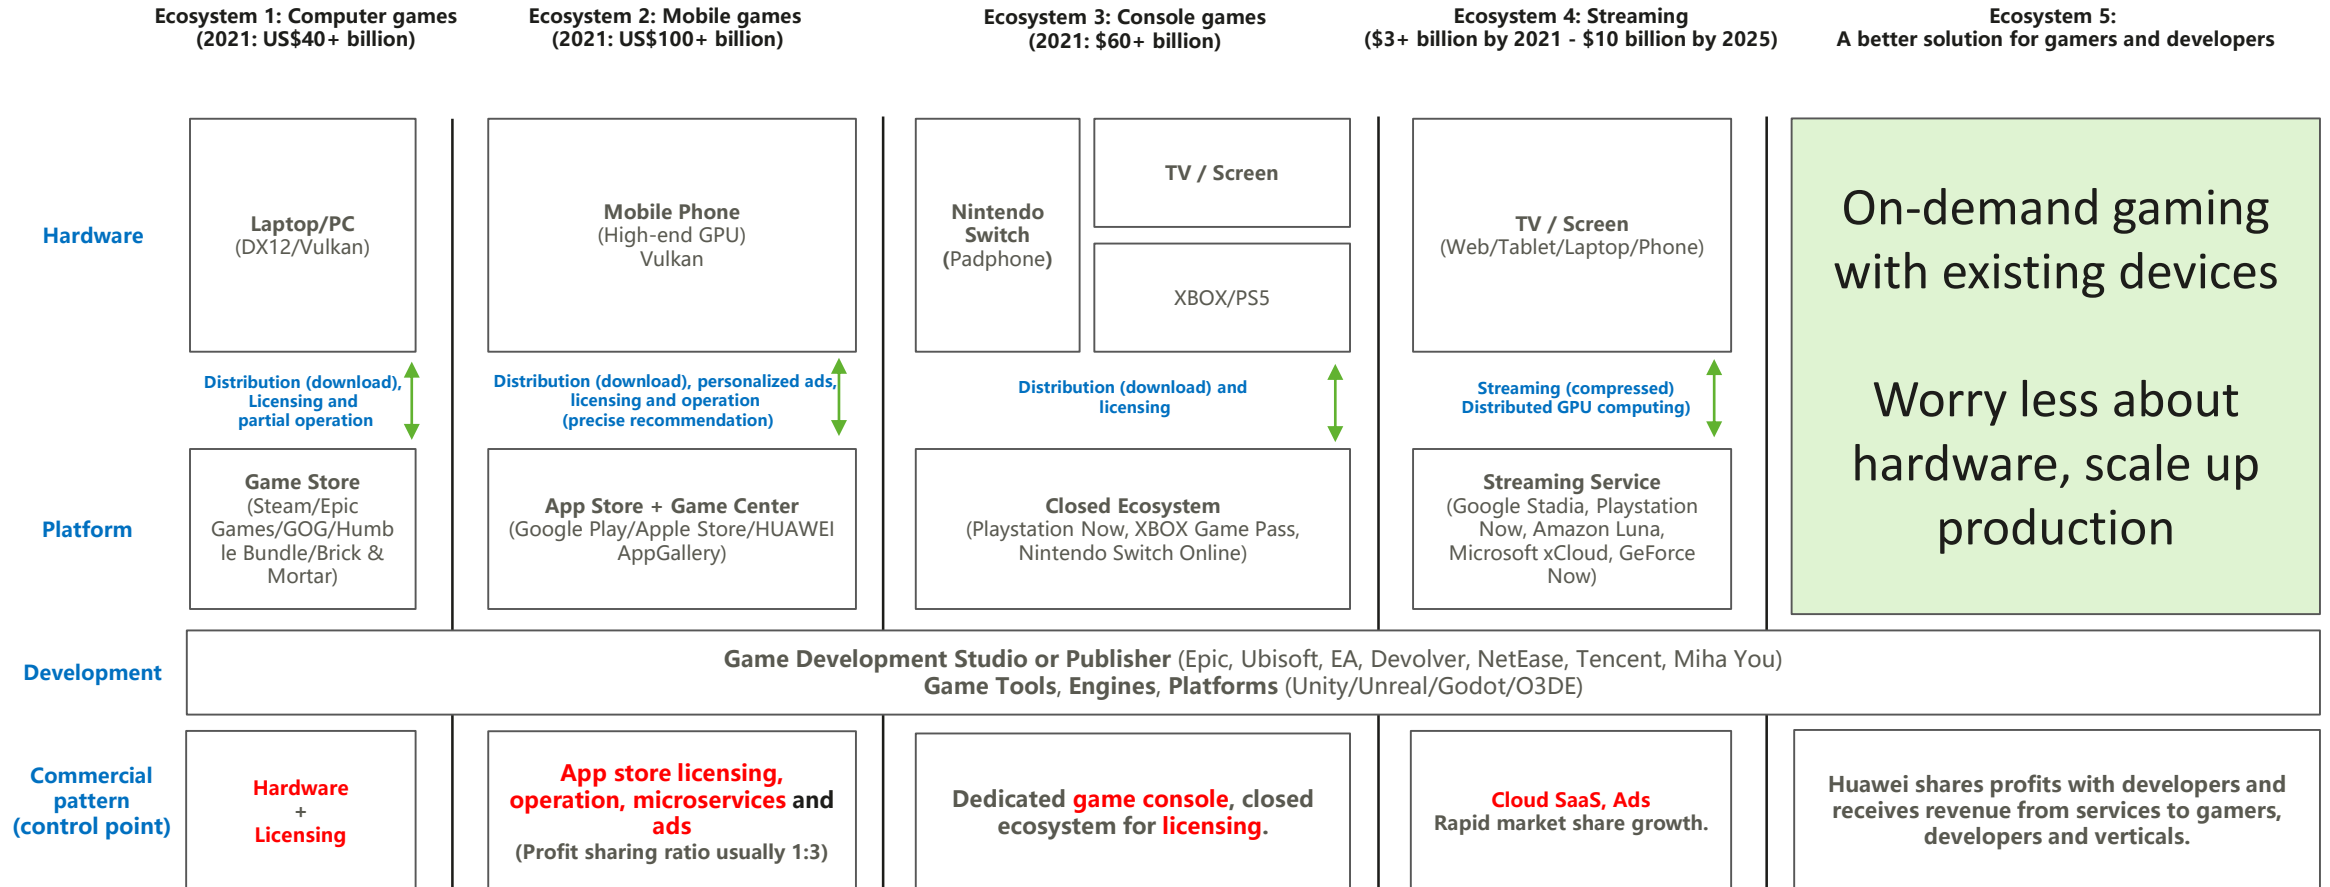 Ecosystem 1: Computer games
(2021: US$40+ billion)
Ecosystem 2: Mobile games
(2021: US$100+ billion)
Ecosystem 3: Console games
(2021: $60+ billion)
Ecosystem 4: Streaming
($3+ billion by 2021 - $10 billion by 2025)
Ecosystem 5:
A better solution for gamers and developers
Hardware
Laptop/PC
(DX12/Vulkan)
Mobile Phone
(High-end GPU)
Vulkan
Nintendo
Switch
(Padphone)
TV / Screen
XBOX/PS5
TV / Screen
(Web/Tablet/Laptop/Phone)
On-demand gaming
with existing devices
Worry less about
hardware, scale up
production
Distribution (download),
Licensing and
partial operation
Distribution (download), personalized ads,
licensing and operation
(precise recommendation)
Distribution (download) and
licensing
Streaming (compressed)
Distributed GPU computing)
Platform
Game Store
(Steam/Epic
Games/GOG/Humb
le Bundle/Brick &
Mortar)
App Store + Game Center
(Google Play/Apple Store/HUAWEI
AppGallery)
Closed Ecosystem
(Playstation Now, XBOX Game Pass,
Nintendo Switch Online)
Streaming Service
(Google Stadia, Playstation
Now, Amazon Luna,
Microsoft xCloud, GeForce
Now)
Development
Game Development Studio or Publisher (Epic, Ubisoft, EA, Devolver, NetEase, Tencent, Miha You)
Game Tools, Engines, Platforms (Unity/Unreal/Godot/O3DE)
Commercial
pattern
(control point)
Hardware
+
Licensing
App store licensing,
operation, microservices and
ads
(Profit sharing ratio usually 1:3)
Dedicated game console, closed
ecosystem for licensing.
Cloud SaaS, Ads
Rapid market share growth.
Huawei shares profits with developers and
receives revenue from services to gamers,
developers and verticals.